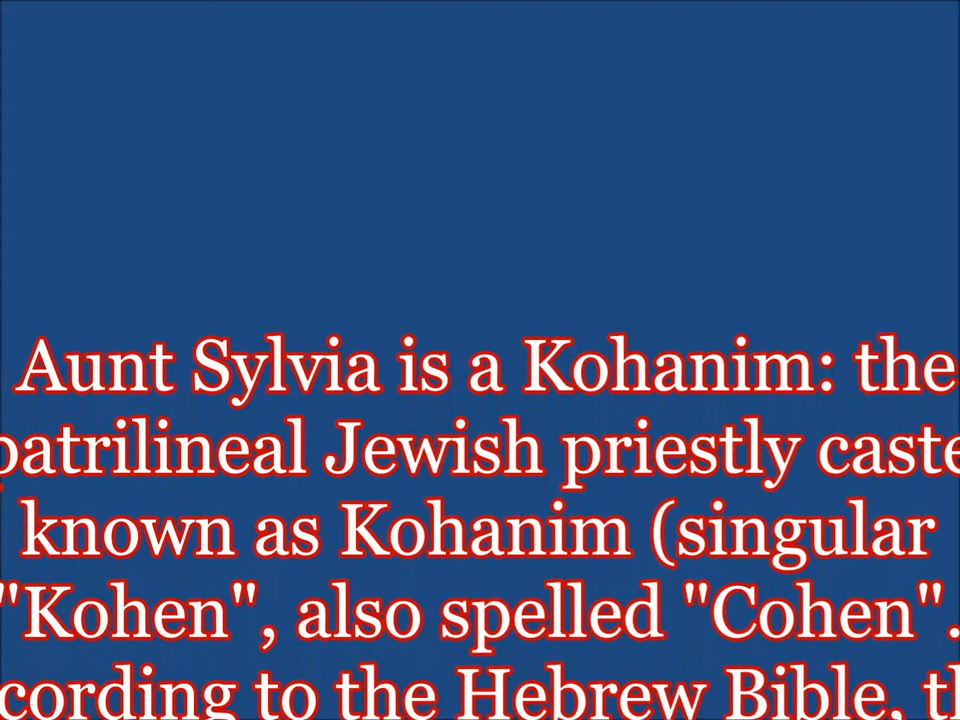 Aunt Sylvia is a Kohanim: the
patrilineal Jewish priestly caste
known as Kohanim (singular
"Kohen", also spelled "Cohen".
cording to the Hebrew Bible, th